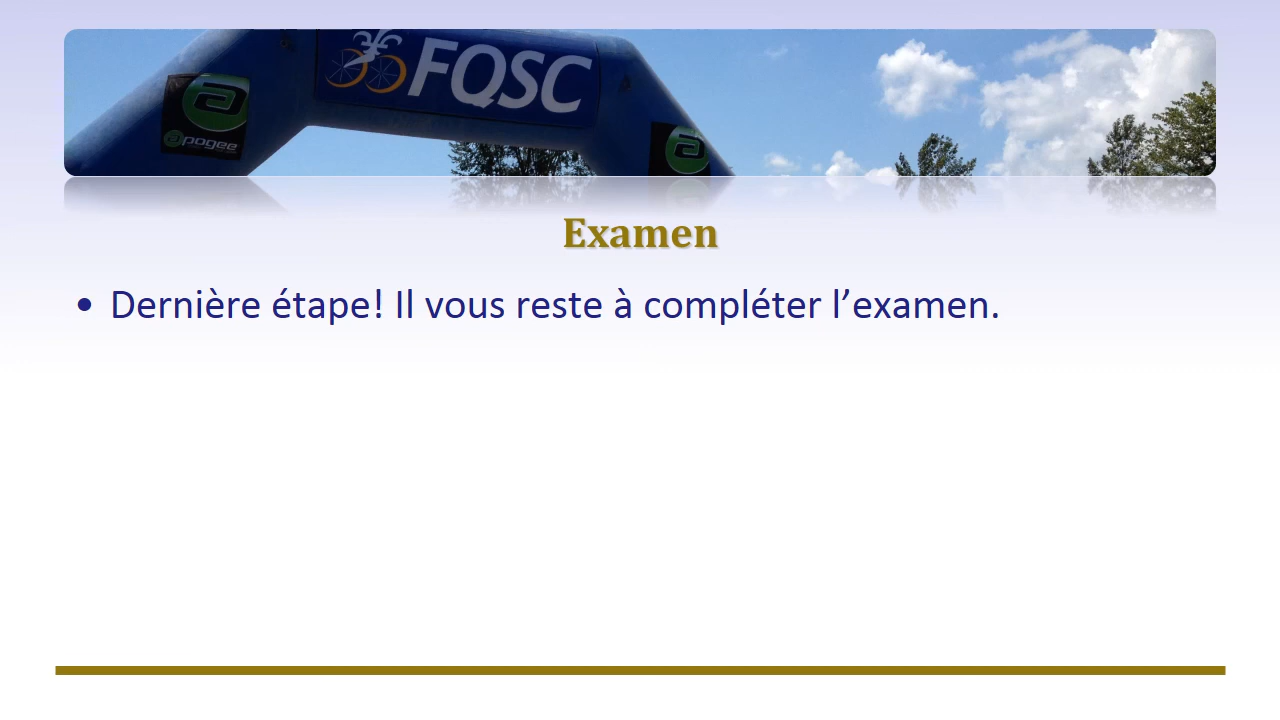 FQSC
apogee
Examen
• Dernière étape! Il vous reste à compléter l’examen.